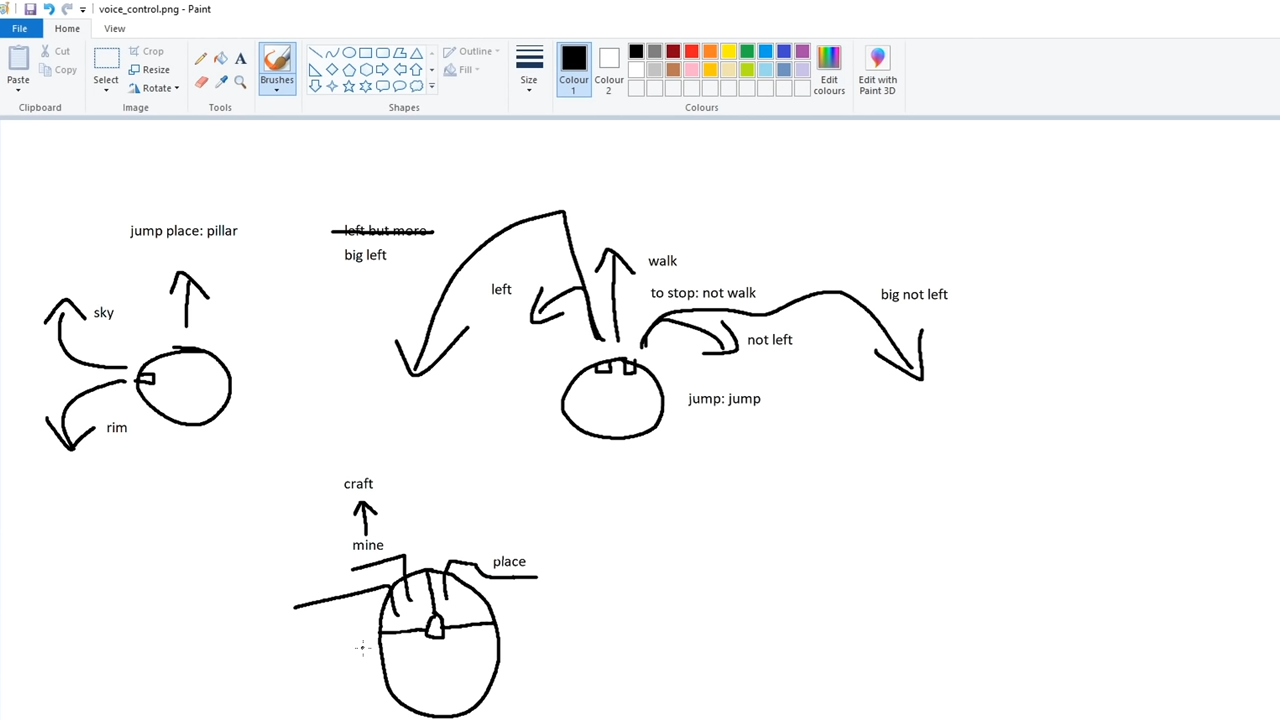 voice_control.png - Paint
File Home View
Paste
Cut
Copy
Clipboard
Select
Crop
Resize
Rotate
Image
A
Tools
Brushes
Shapes
Outline
Fill
Size
Colour 1
Colour 2
Edit colours
Colours
Edit with Paint 3D
jump place: pillar
left but more
big left
walk
left
to stop: not walk
big not left
sky
not left
jump: jump
rim
craft
mine
place